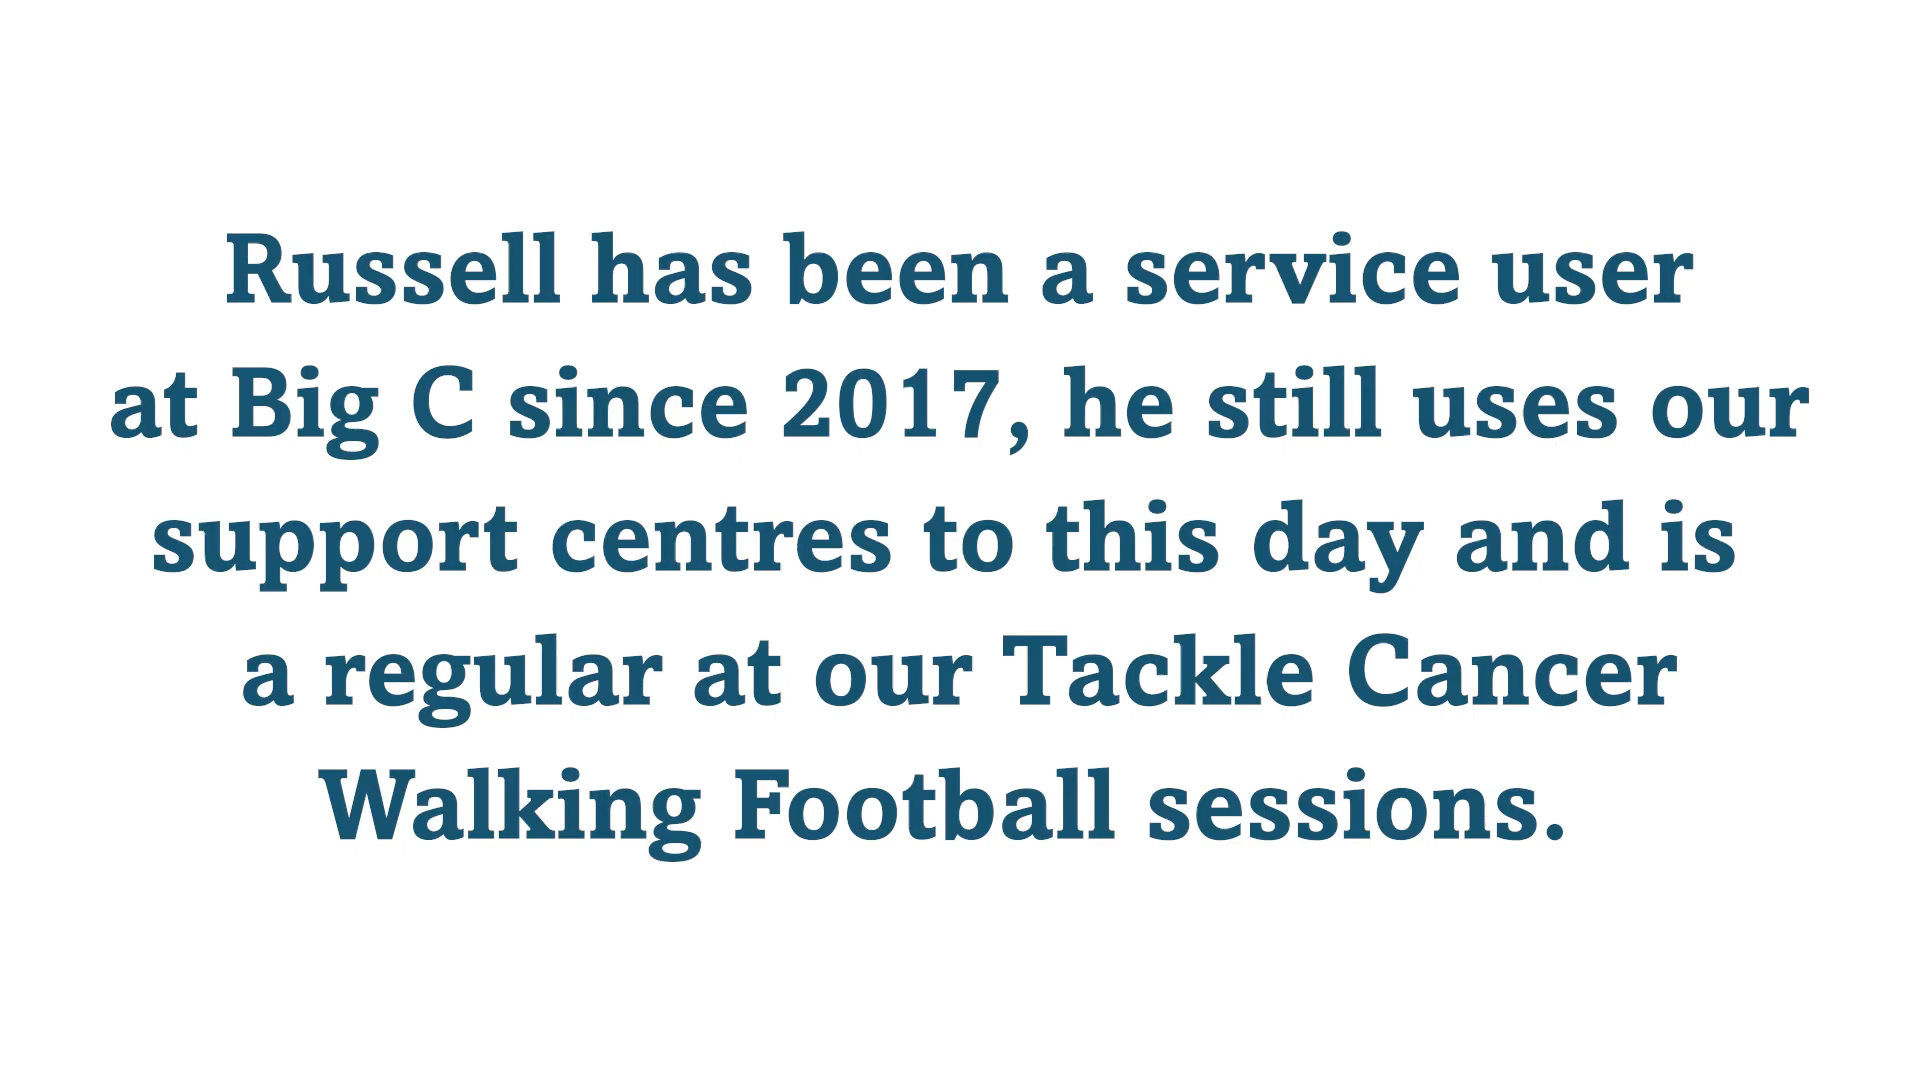 Russell has been a service user
at Big C since 2017, he still uses our
support centres to this day and is
a regular at our Tackle Cancer
Walking Football sessions.